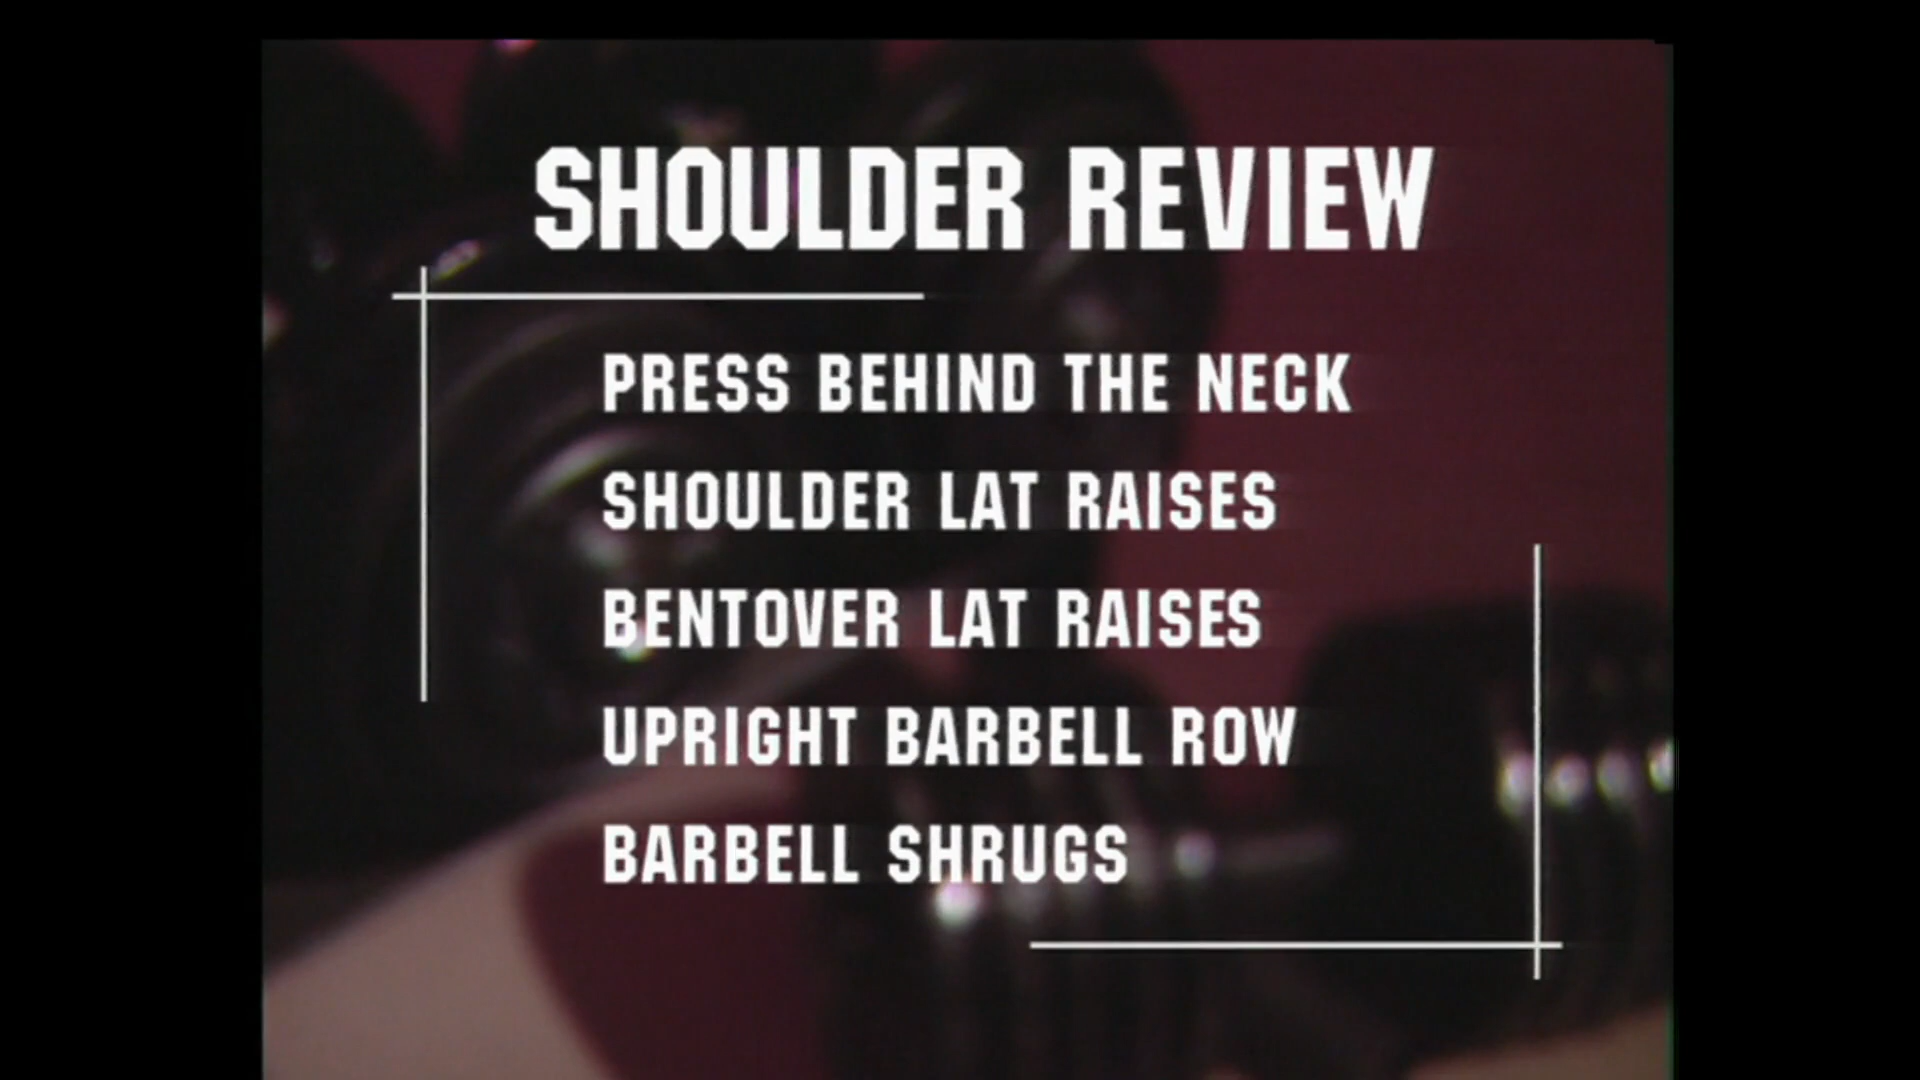 SHOULDER REVIEW
PRESS BEHIND THE NECK
SHOULDER LAT RAISES
BENTOVER LAT RAISES
UPRIGHT BARBELL ROW
BARBELL SHRUGS